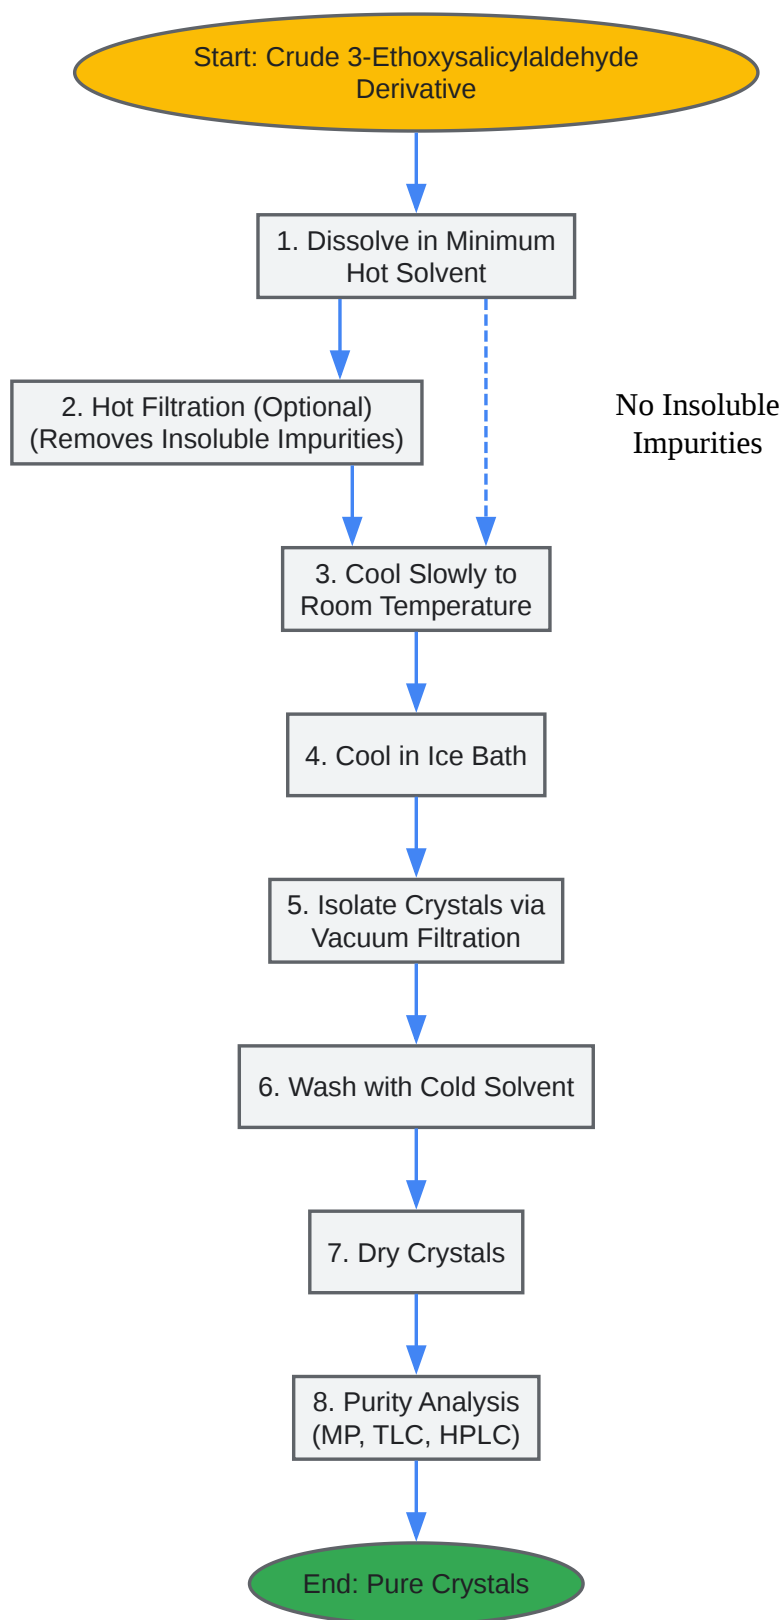 Start: Crude 3-Ethoxysalicylaldehyde
Derivative
1. Dissolve in Minimum
Hot Solvent
2. Hot Filtration (Optional)
(Removes Insoluble Impurities)
No Insoluble
Impurities
3. Cool Slowly to
Room Temperature
4. Cool in Ice Bath
5. Isolate Crystals via
Vacuum Filtration
6. Wash with Cold Solvent
7. Dry Crystals
8. Purity Analysis
(MP, TLC, HPLC)
End: Pure Crystals